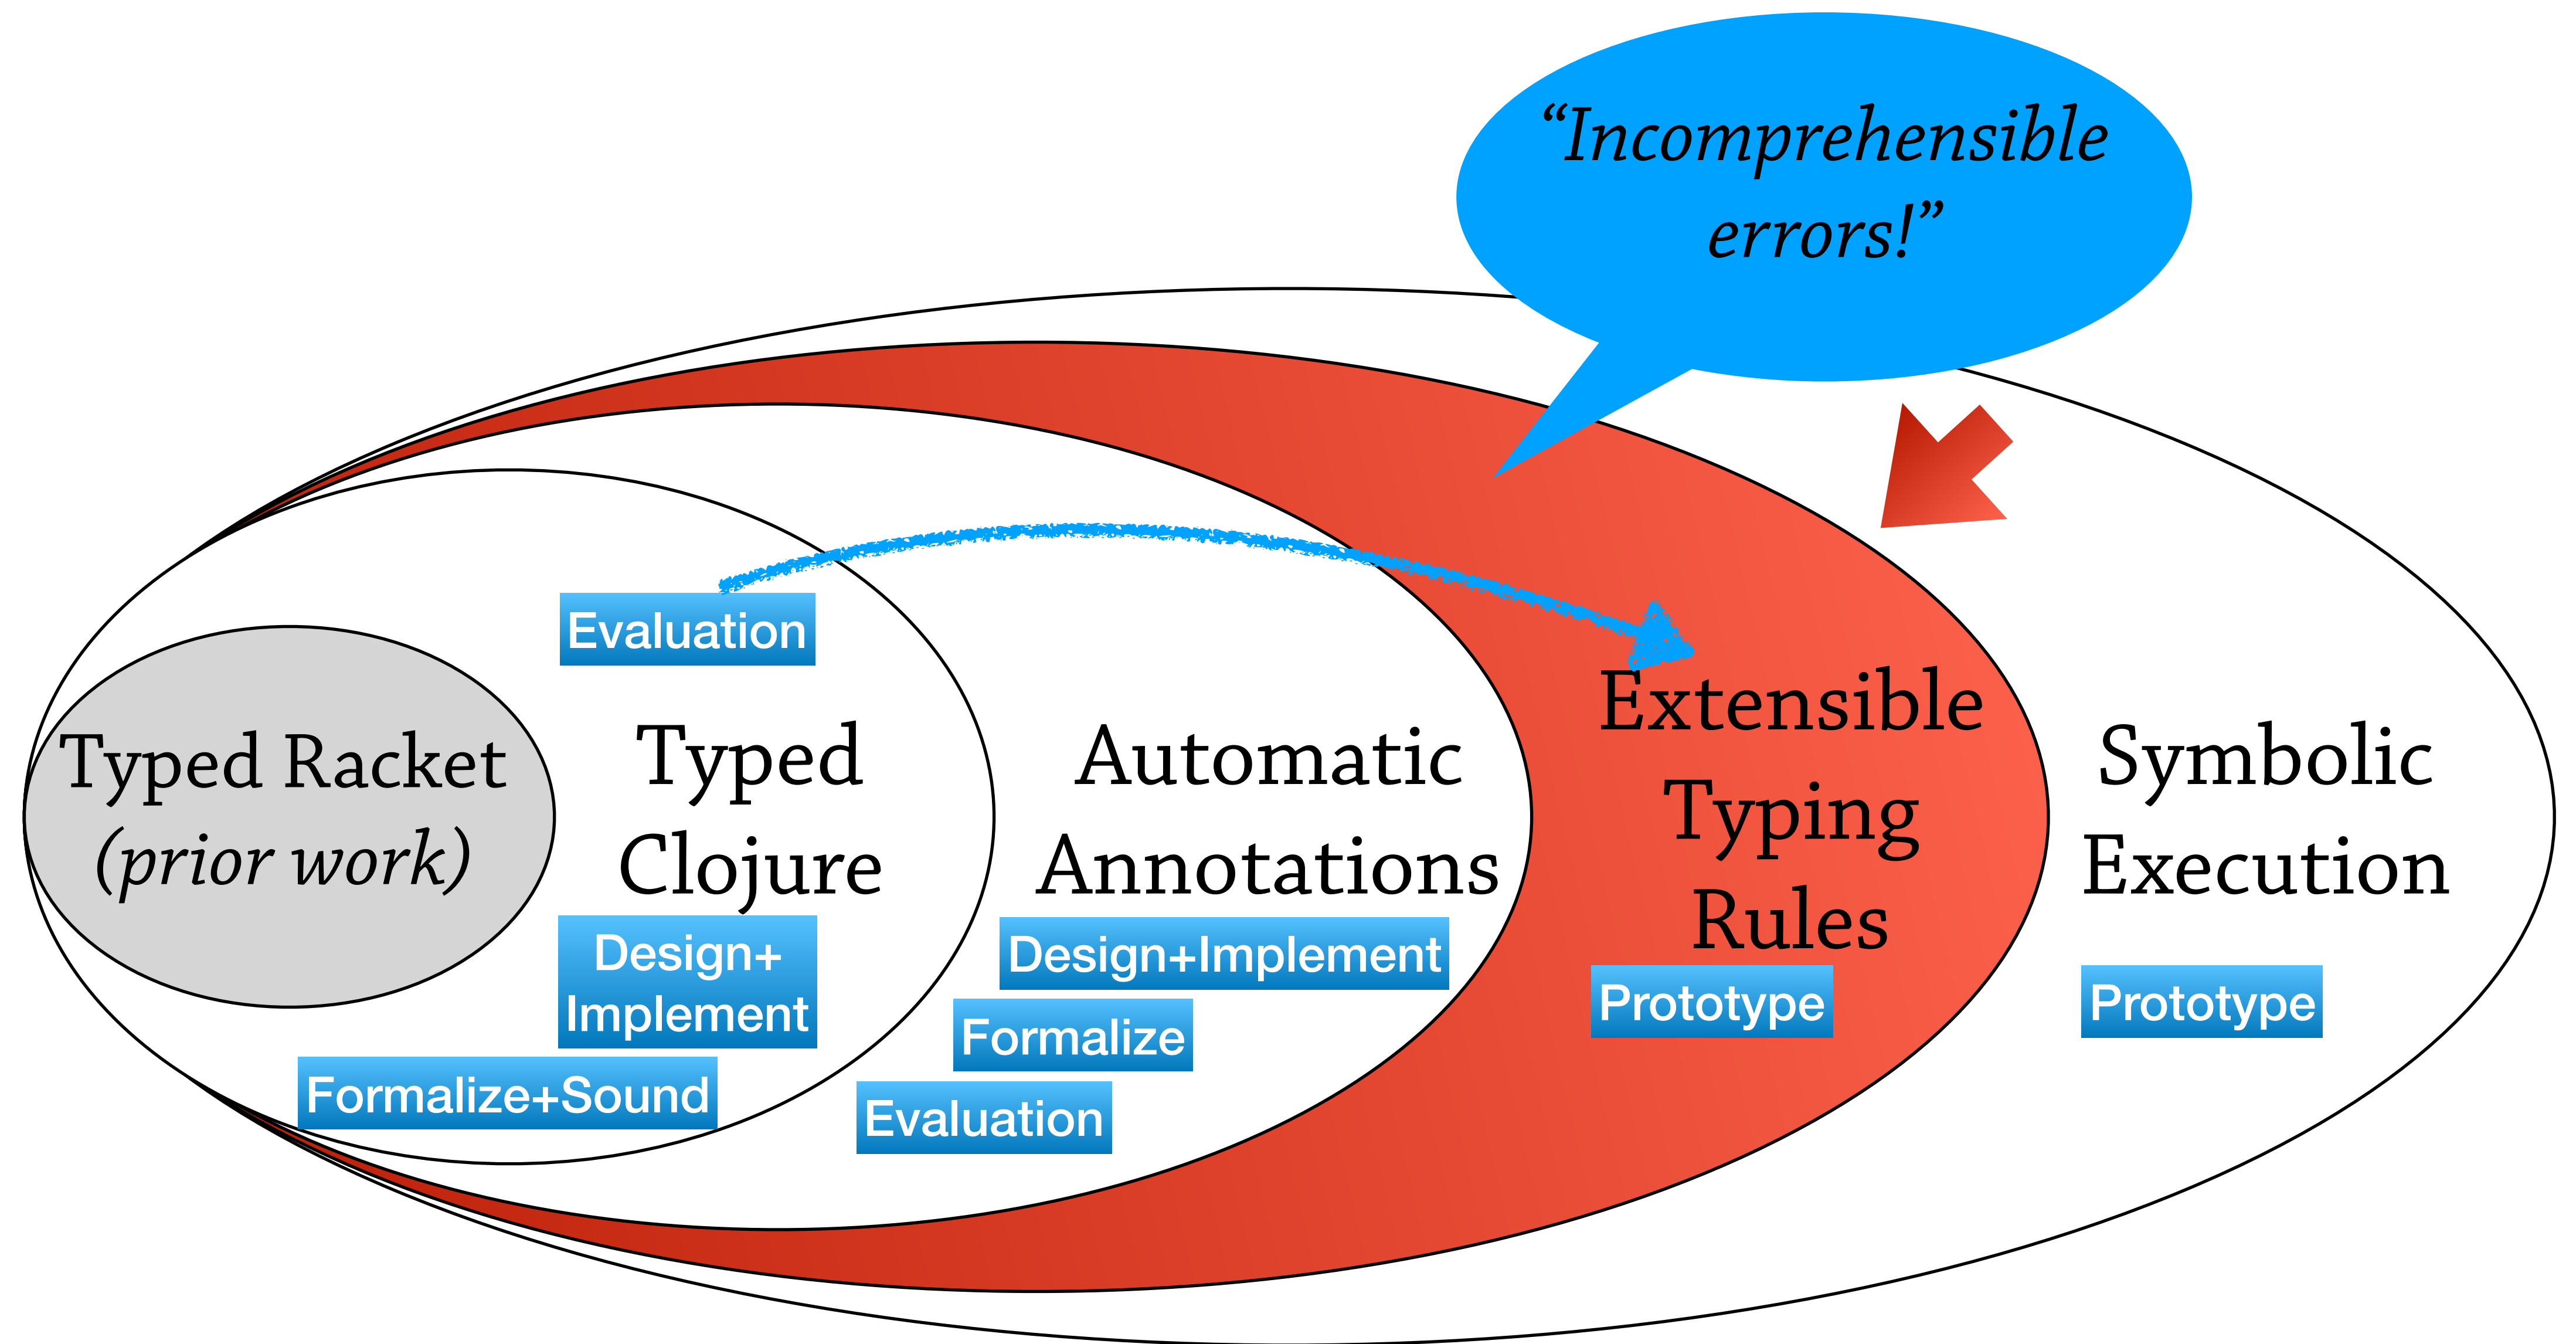 “Incomprehensible
errors!”
Evaluation
Typed Racket
(prior work)
Typed
Clojure
Design+
Implement
Formalize+Sound
Automatic
Annotations
Design+Implement
Formalize
Evaluation
Extensible
Typing
Rules
Prototype
Symbolic
Execution
Prototype